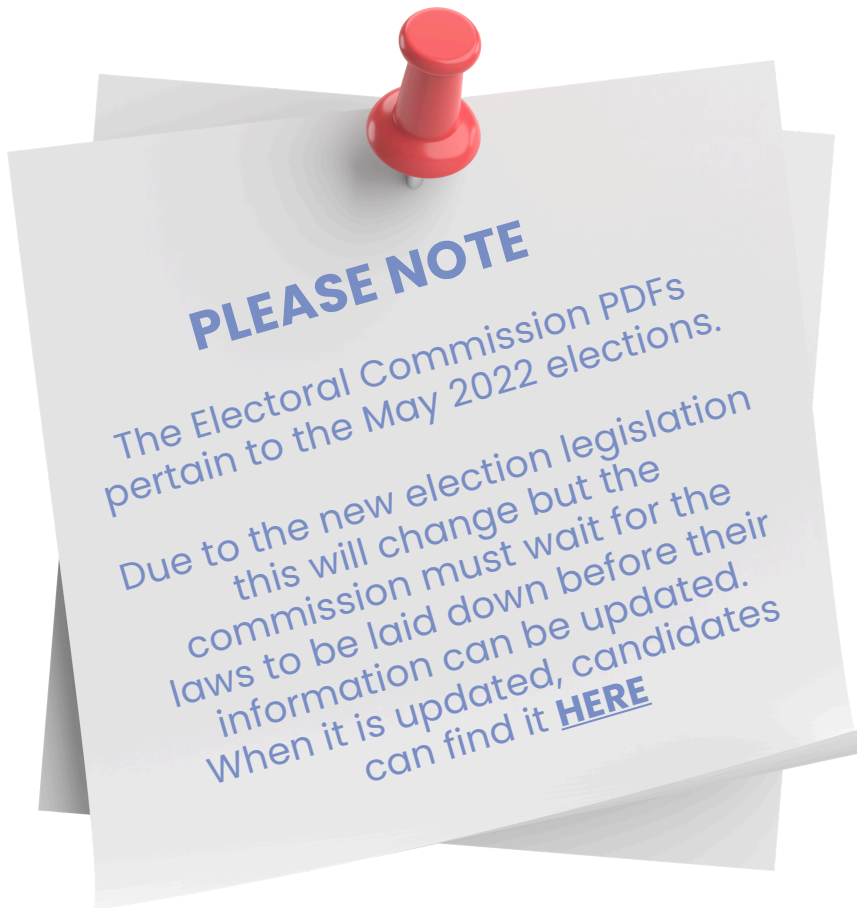 PLEASE NOTE
The Electoral Commission PDFs
pertain to the May 2022 elections.
Due to the new election legislation
this will change but the
commission must wait for the
laws to be laid down before their
information can be updated.
When it is updated, candidates
can find it HERE